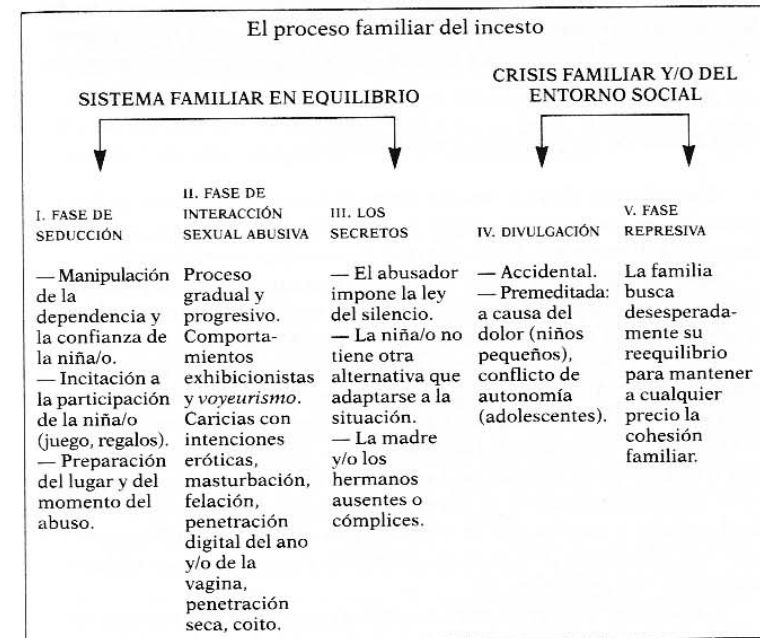 El proceso familiar del incesto
SISTEMA FAMILIAR EN EQUILIBRIO
CRISIS FAMILIAR Y/O DEL
ENTORNO SOCIAL
I. FASE DE
SEDUCCIÓN
— Manipulación
de la
dependencia y
la confianza de
la niña/o.
— Incitación a
la participación
de la niña/o
(juego, regalos).
— Preparación
del lugar y del
momento del
abuso.
II. FASE DE
INTERACCIÓN
SEXUAL ABUSIVA
Proceso
gradual y
progresivo.
Comporta-
mientos
exhibicionistas
y voyeurismo.
Caricias con
intenciones
eróticas,
masturbación,
felación,
penetración
digital del ano
y/o de la
vagina,
penetración
seca, coito.
III. LOS
SECRETOS
— El abusador
impone la ley
del silencio.
— La niña/o no
tiene otra
alternativa que
adaptarse a la
situación.
— La madre
y/o los
hermanos
ausentes o
cómplices.
IV. DIVULGACIÓN
— Accidental.
— Premeditada:
a causa del
dolor (niños
pequeños),
conflicto de
autonomía
(adolescentes).
V. FASE
REPRESIVA
La familia
busca
desesperada-
mente su
reequilibrio
para mantener
a cualquier
precio la
cohesión
familiar.